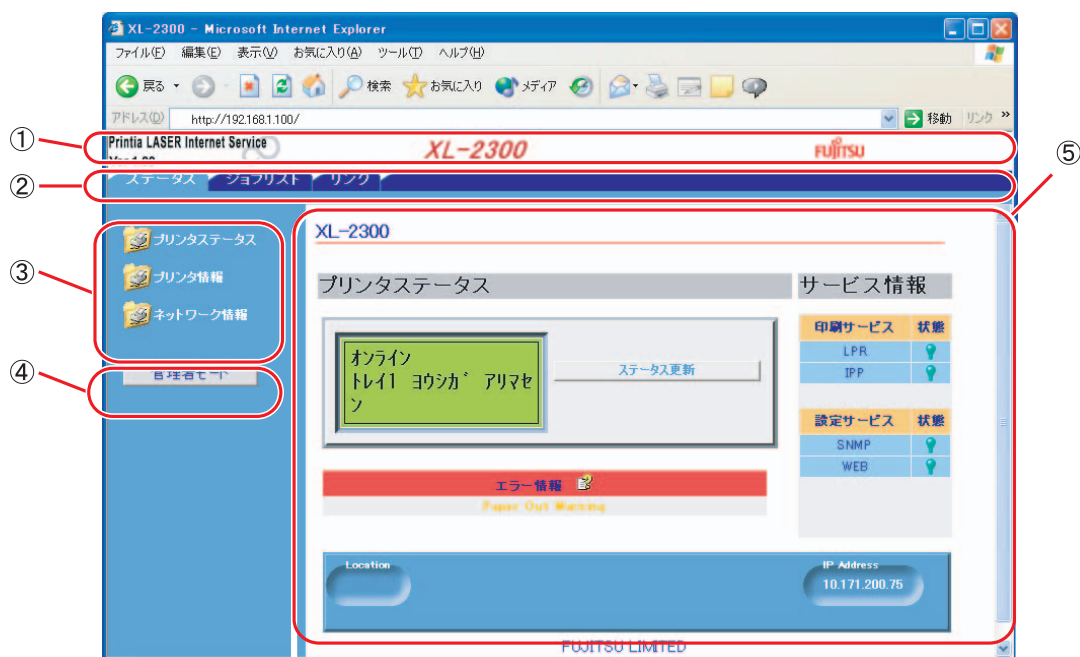 XL-2300 - Microsoft Internet Explorer
ファイル(F) 編集(E) 表示(V) お気に入り(A) ツール(T) ヘルプ(H)
戻る 検索 お気に入り メディア
アドレス(D) http://192.168.1.100/ 移動 リンク »
① Printia LASER Internet Service XL-2300 FUJITSU
⑤
② ステータス ジョブリスト リンク
XL-2300
③ プリンタステータス
プリンタ情報
ネットワーク情報
④ 管理者モード
プリンタステータス
オンライン
トレイ1 ヨウシガ アリマセ
ン
ステータス更新
エラー情報
Paper Out Warning
サービス情報
印刷サービス 状態
LPR
IPP
設定サービス 状態
SNMP
WEB
Location
IP Address
10.171.200.75
FUJITSU LIMITED